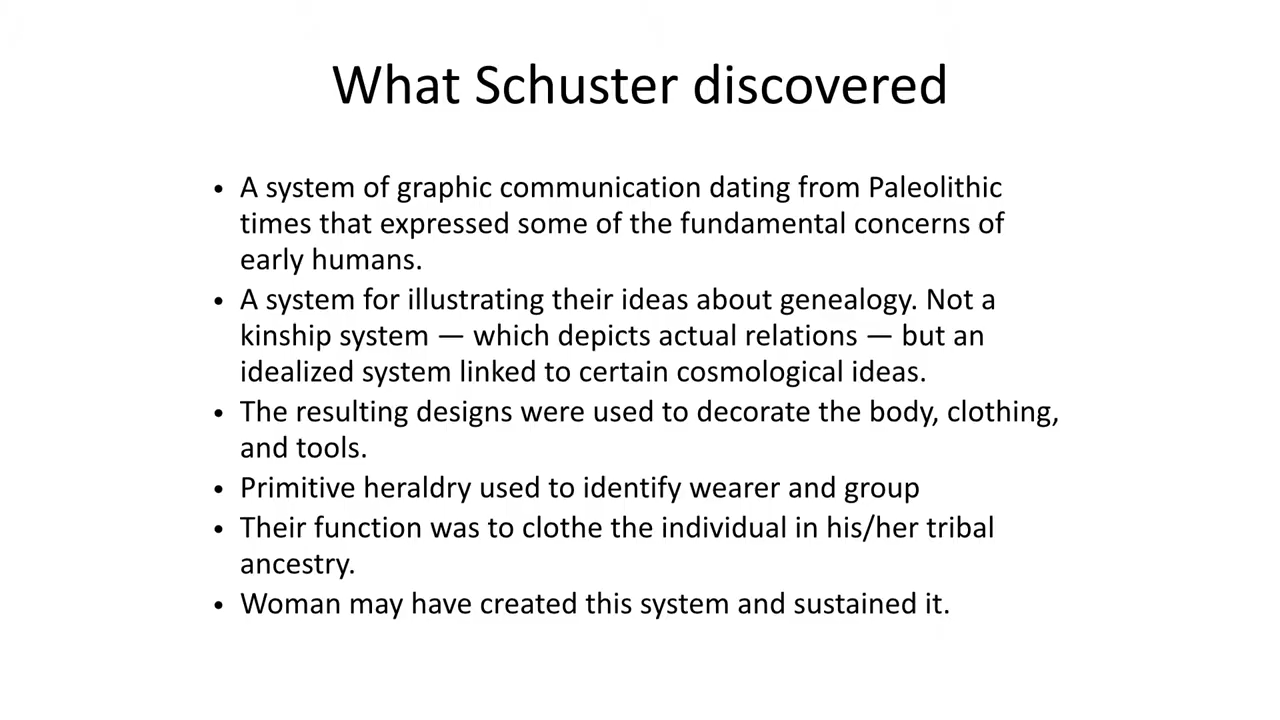 What Schuster discovered
• A system of graphic communication dating from Paleolithic
times that expressed some of the fundamental concerns of
early humans.
• A system for illustrating their ideas about genealogy. Not a
kinship system — which depicts actual relations — but an
idealized system linked to certain cosmological ideas.
• The resulting designs were used to decorate the body, clothing,
and tools.
• Primitive heraldry used to identify wearer and group
• Their function was to clothe the individual in his/her tribal
ancestry.
• Woman may have created this system and sustained it.